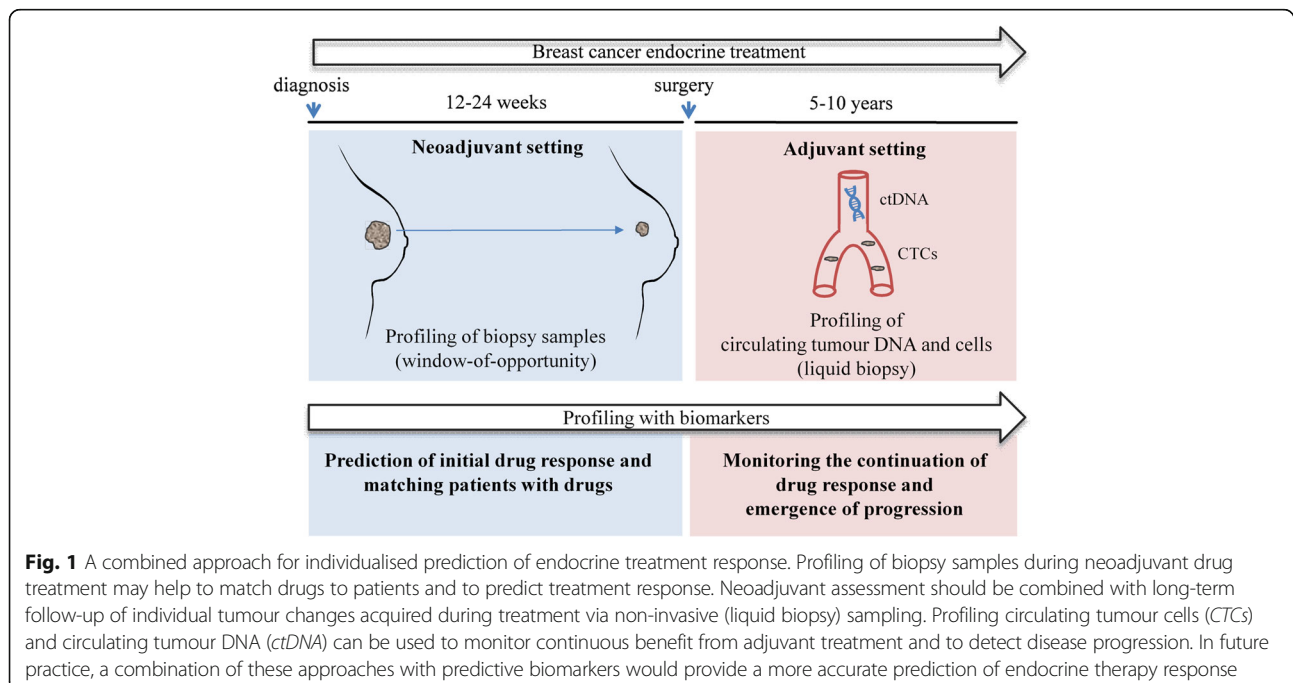 Breast cancer endocrine treatment
diagnosis
surgery
12-24 weeks
5-10 years
Neoadjuvant setting
Adjuvant setting
ctDNA
CTCs
Profiling of biopsy samples
(window-of-opportunity)
Profiling of
circulating tumour DNA and cells
(liquid biopsy)
Profiling with biomarkers
Prediction of initial drug response and
matching patients with drugs
Monitoring the continuation of
drug response and
emergence of progression
Fig. 1 A combined approach for individualised prediction of endocrine treatment response. Profiling of biopsy samples during neoadjuvant drug
treatment may help to match drugs to patients and to predict treatment response. Neoadjuvant assessment should be combined with long-term
follow-up of individual tumour changes acquired during treatment via non-invasive (liquid biopsy) sampling. Profiling circulating tumour cells (CTCs)
and circulating tumour DNA (ctDNA) can be used to monitor continuous benefit from adjuvant treatment and to detect disease progression. In future
practice, a combination of these approaches with predictive biomarkers would provide a more accurate prediction of endocrine therapy response